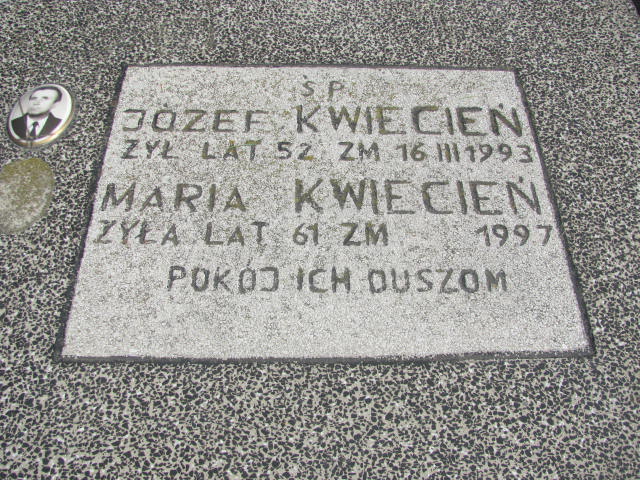 Ś P
JÓZEF KWIECIEŃ
ŻYŁ LAT 52 ZM 16 III 1993
MARIA KWIECIEŃ
ŻYŁA LAT 61 ZM 1997
POKÓJ ICH DUSZOM